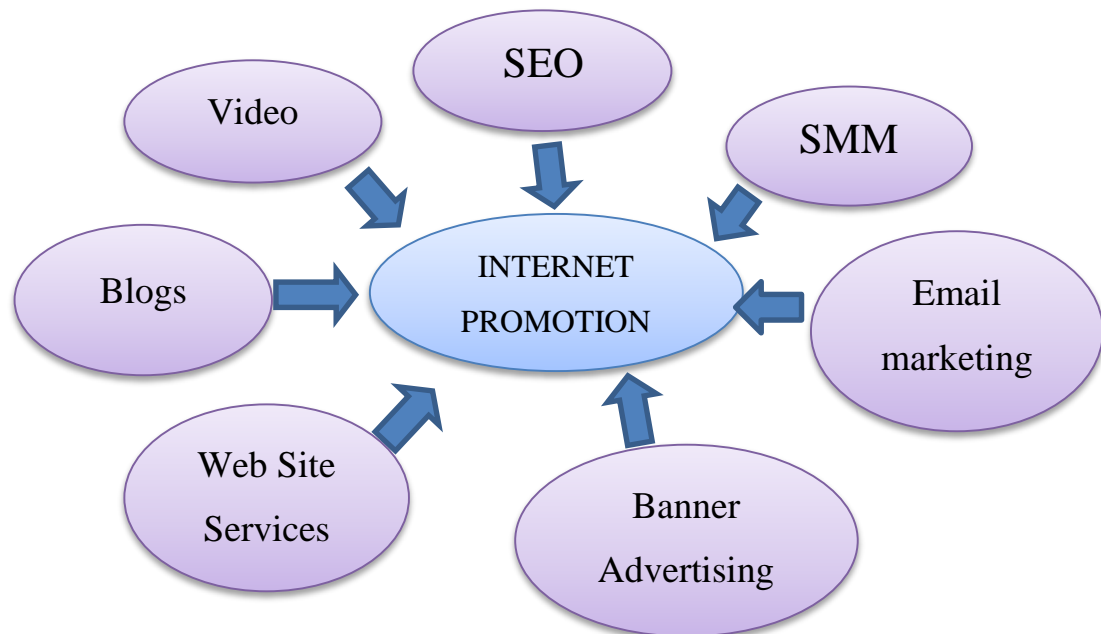 SEO
Video
SMM
INTERNET
PROMOTION
Blogs
Email
marketing
Web Site
Services
Banner
Advertising